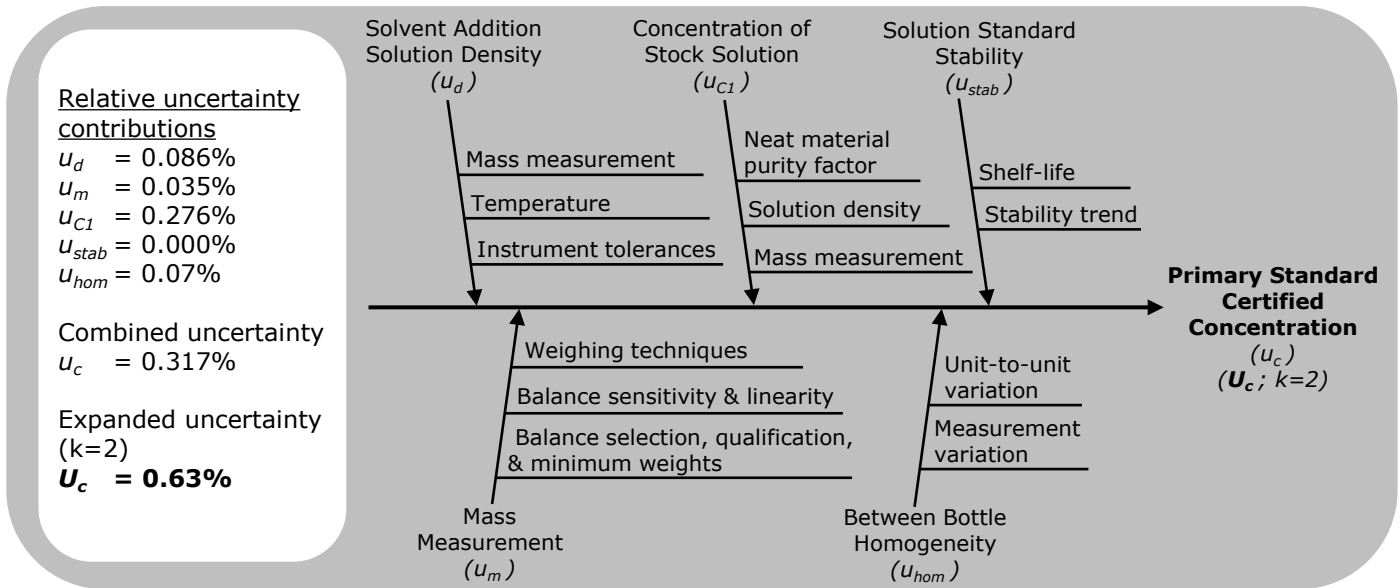 Relative uncertainty
contributions
u_d = 0.086%
u_m = 0.035%
u_C1 = 0.276%
u_stab = 0.000%
u_hom = 0.07%
Combined uncertainty
u_c = 0.317%
Expanded uncertainty
(k=2)
U_c = 0.63%
Solvent Addition
Solution Density
(u_d)
Mass measurement
Temperature
Instrument tolerances
Concentration of
Stock Solution
(u_C1)
Neat material
purity factor
Solution density
Mass measurement
Solution Standard
Stability
(u_stab)
Shelf-life
Stability trend
Weighing techniques
Balance sensitivity & linearity
Balance selection, qualification,
& minimum weights
Mass
Measurement
(u_m)
Unit-to-unit
variation
Measurement
variation
Between Bottle
Homogeneity
(u_hom)
Primary Standard
Certified
Concentration
(u_c)
(U_c; k=2)